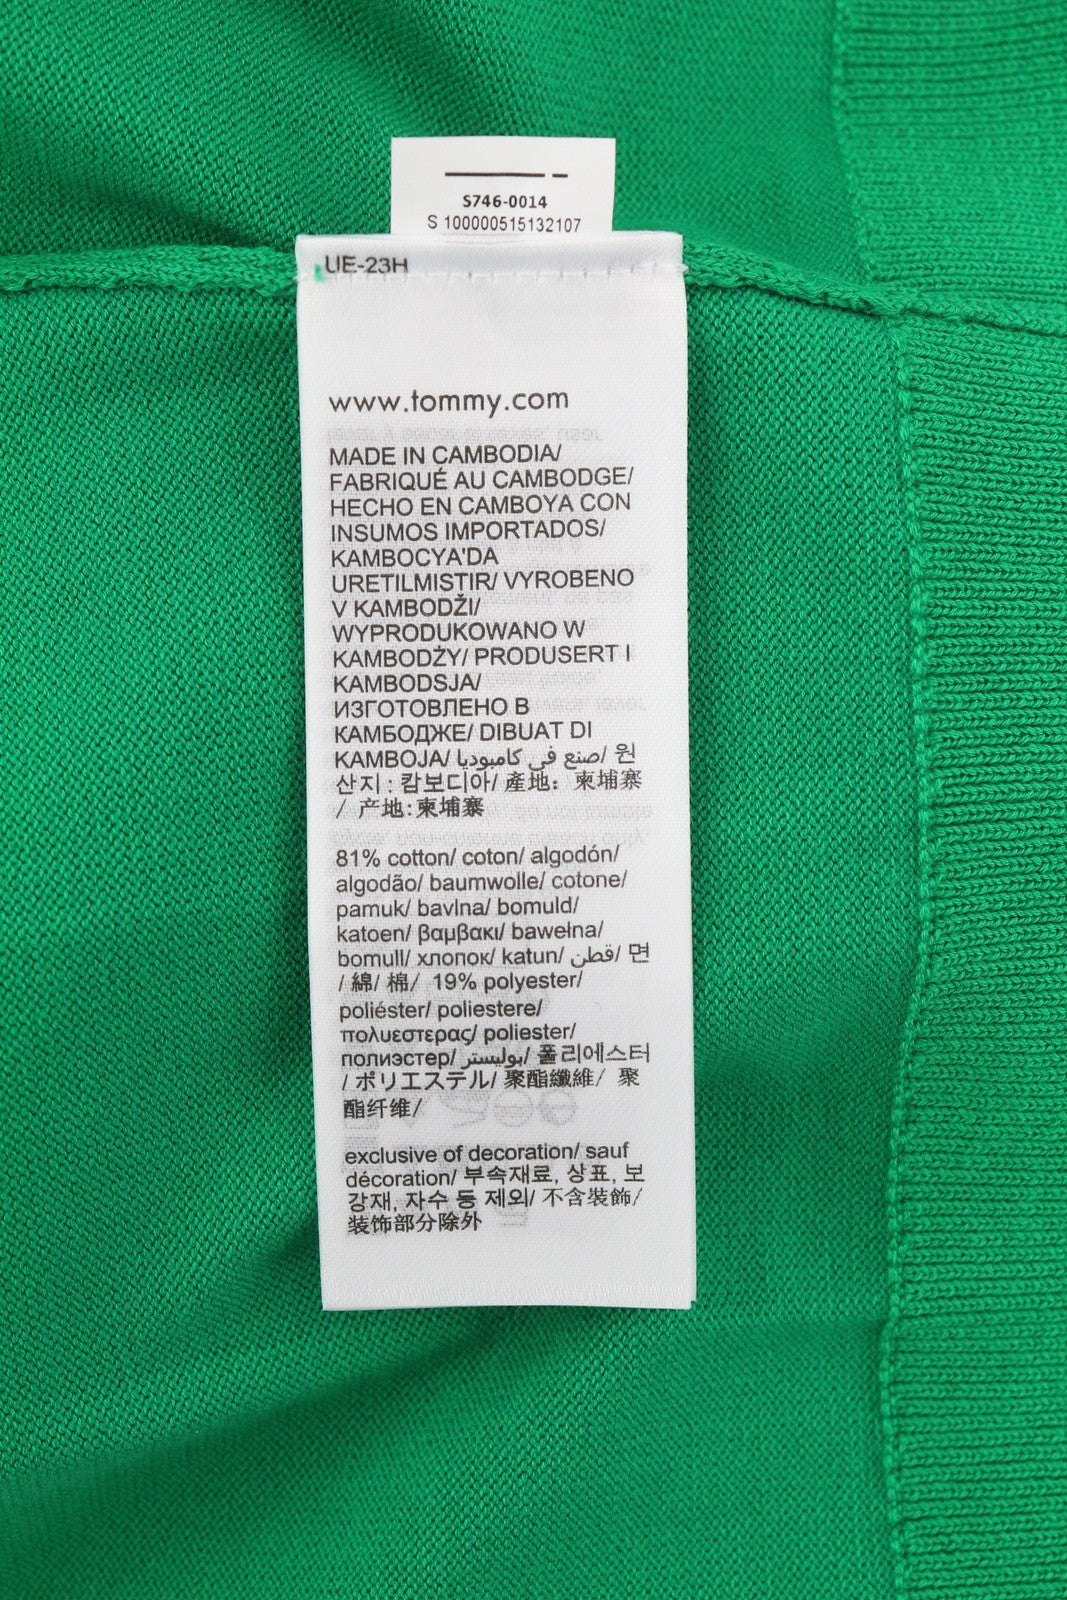 S746-0014
S 100000515132107
UE-23H
www.tommy.com
MADE IN CAMBODIA/
FABRIQUÉ AU CAMBODGE/
HECHO EN CAMBOYA CON
INSUMOS IMPORTADOS/
KAMBOCYA'DA
URETILMISTIR/ VYROBENO
V KAMBODŽI/
WYPRODUKOWANO W
KAMBODŻY/ PRODUSERT I
KAMBODSJA/
ИЗГОТОВЛЕНО В
КАМБОДЖЕ/ DIBUAT DI
KAMBOJA/ صنع في كامبوديا/ 원
산지 : 캄보디아/ 產地：柬埔寨
/ 产地:柬埔寨
81% cotton/ coton/ algodón/
algodão/ baumwolle/ cotone/
pamuk/ bavlna/ bomuld/
katoen/ βαμβακι/ bawełna/
bomull/ хлопок/ katun/ قطن/ 면
/ 綿/ 棉/ 19% polyester/
poliéster/ poliestere/
πολυεστερας/ poliester/
полиэстер/ بوليستر/ 폴리에스터
/ ポリエステル/ 聚酯纖維/ 聚
酯纤维/
exclusive of decoration/ sauf
décoration/ 부속재료, 상표, 보
강재, 자수 등 제외/ 不含裝飾/
装饰部分除外